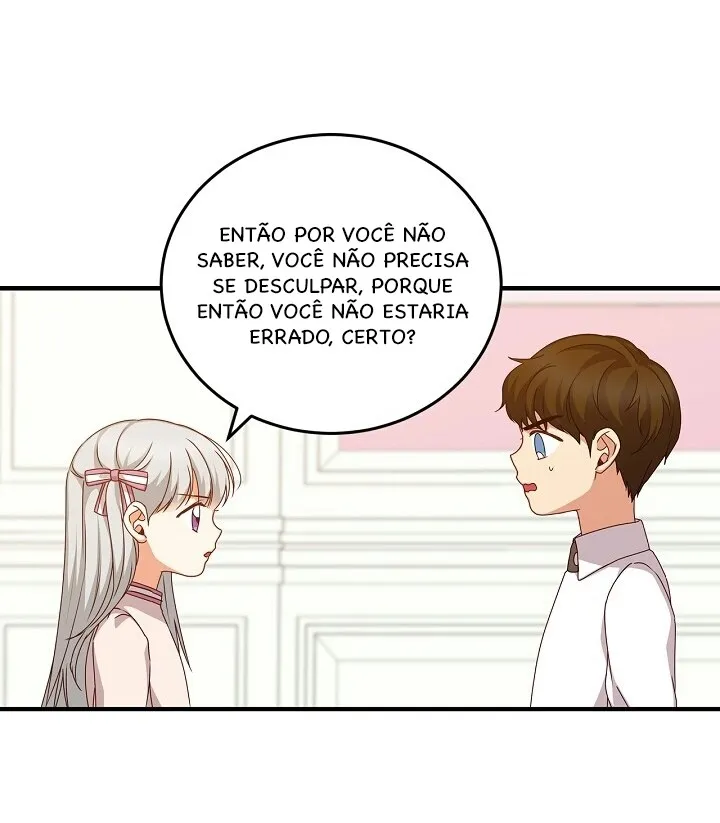 ENTÃO POR VOCÊ NÃO
SABER, VOCÊ NÃO PRECISA
SE DESCULPAR, PORQUE
ENTÃO VOCÊ NÃO ESTARIA
ERRADO, CERTO?